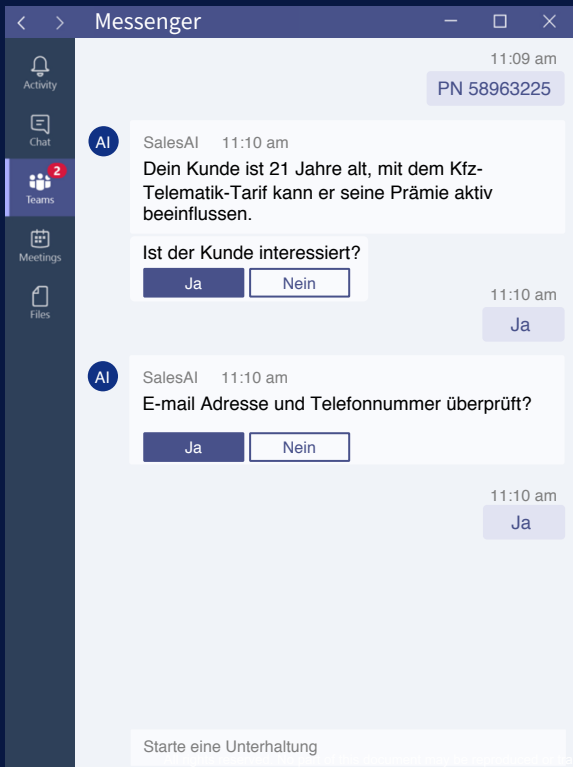 Messenger
11:09 am
Activity
PN 58963225
Chat
AI SalesAI 11:10 am
Dein Kunde ist 21 Jahre alt, mit dem Kfz-
Telematik-Tarif kann er seine Prämie aktiv
beeinflussen.
2
Teams
Ist der Kunde interessiert?
Meetings
Ja Nein
11:10 am
Files
Ja
AI SalesAI 11:10 am
E-mail Adresse und Telefonnummer überprüft?
Ja Nein
11:10 am
Ja
Starte eine Unterhaltung